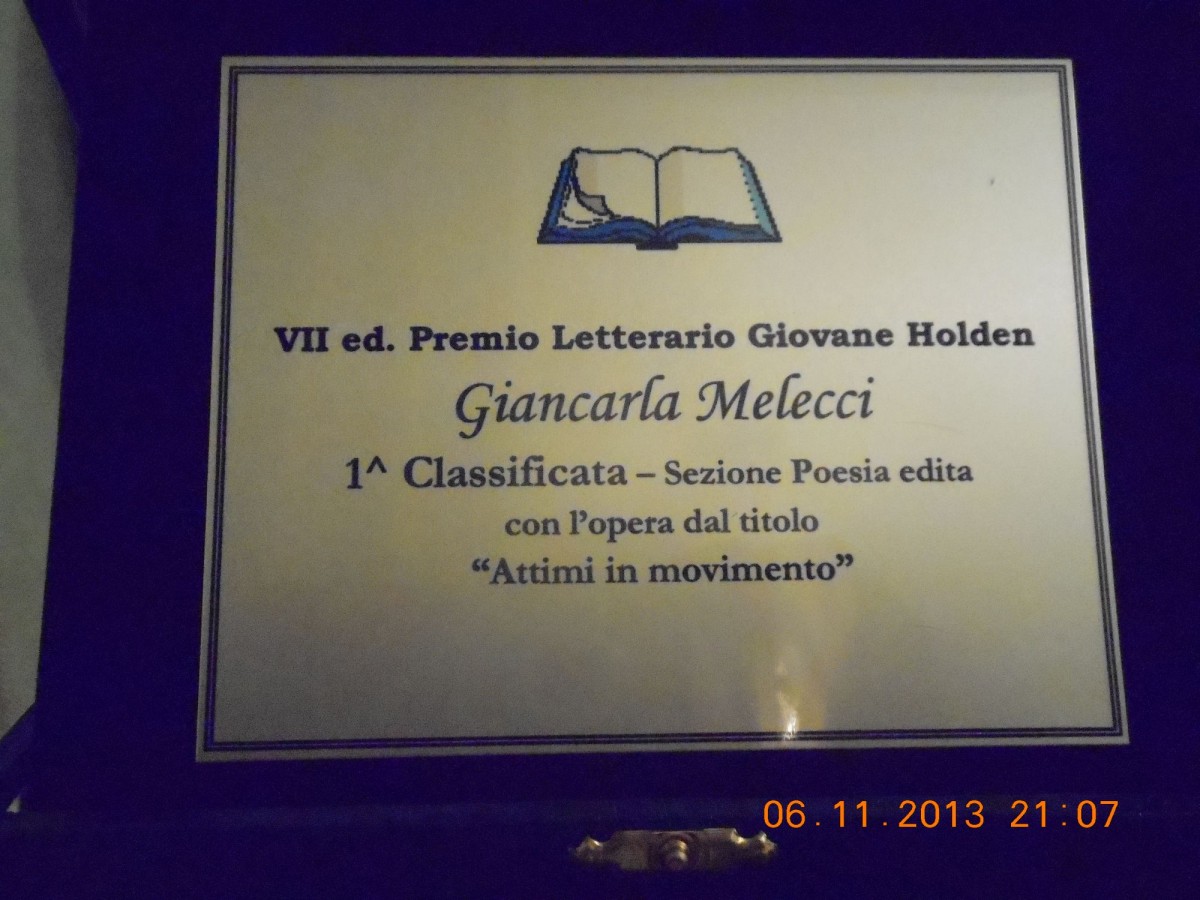 VII ed. Premio Letterario Giovane Holden
Giancarla Melecci
1^ Classificata – Sezione Poesia edita
con l’opera dal titolo
“Attimi in movimento”
06.11.2013 21:07